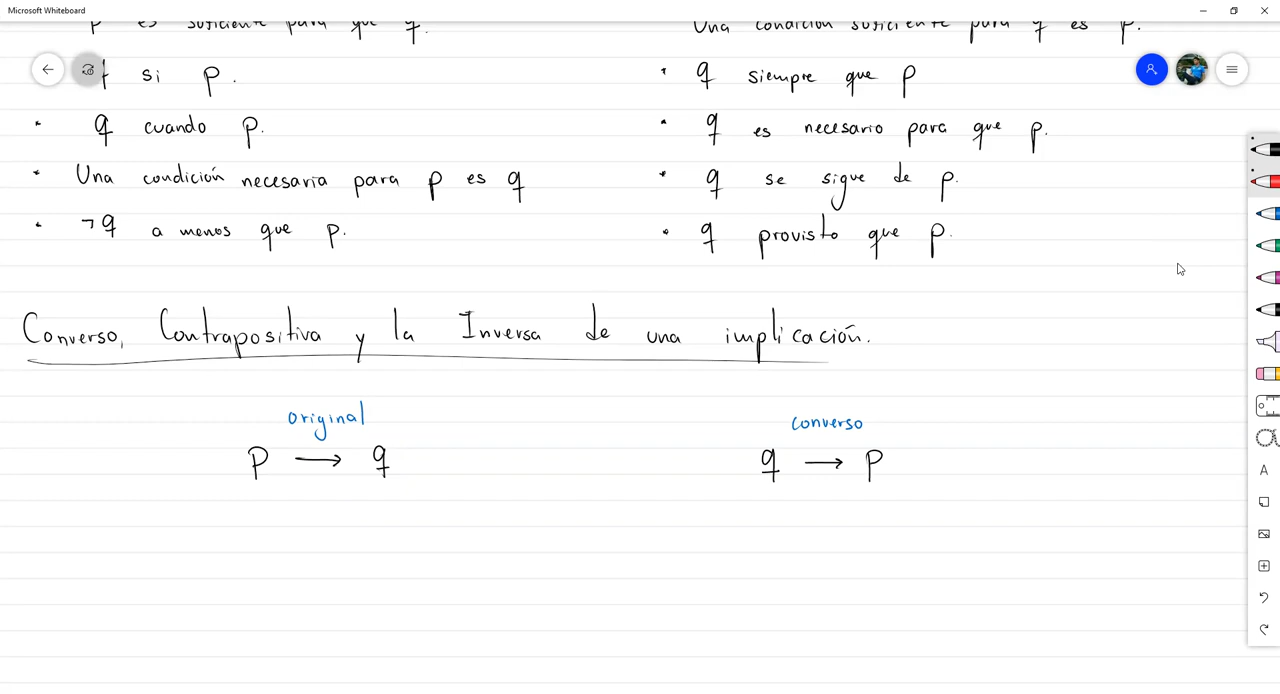 Microsoft Whiteboard
p es suficiente para que q.
Una condición suficiente para q es p.
si p.
• q siempre que p
• q cuando p.
• q es necesario para que p.
• Una condición necesaria para p es q
• q se sigue de p.
• ¬q a menos que p.
• q provisto que p.
Converso, Contrapositiva y la Inversa de una implicación.
original
p → q
converso
q → p
A